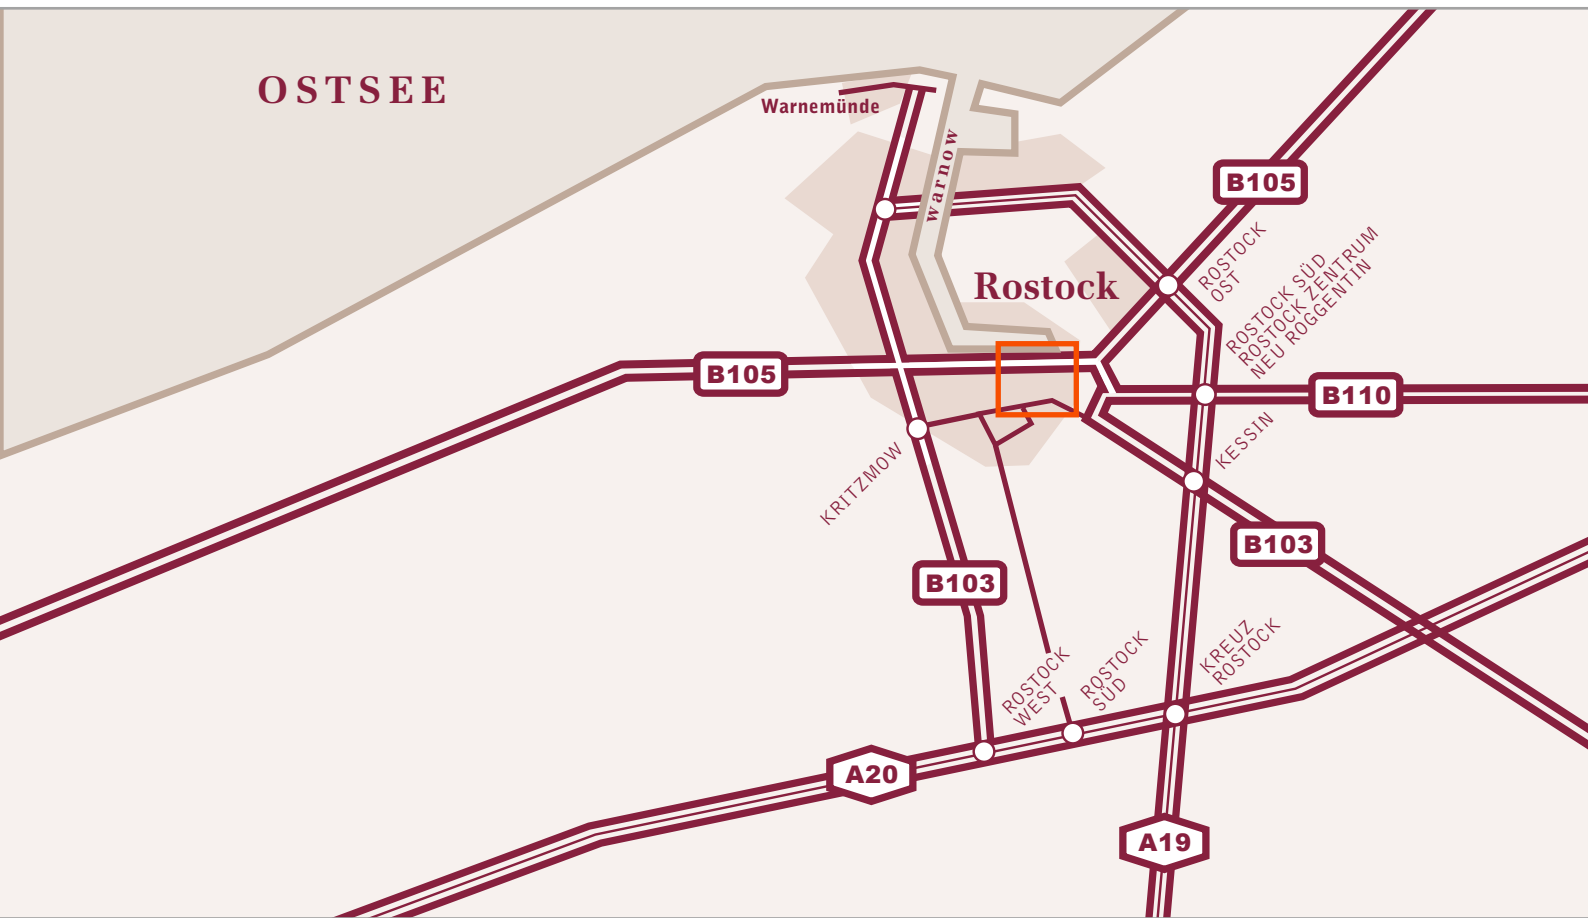 OSTSEE
Warnemünde
warnow
B105
ROSTOCK
OST
Rostock
ROSTOCK SÜD
ROSTOCK ZENTRUM
NEU ROGGENTIN
B105
B110
KESSIN
KRITZMOW
B103
B103
ROSTOCK
WEST
ROSTOCK
SÜD
KREUZ
ROSTOCK
A20
A19